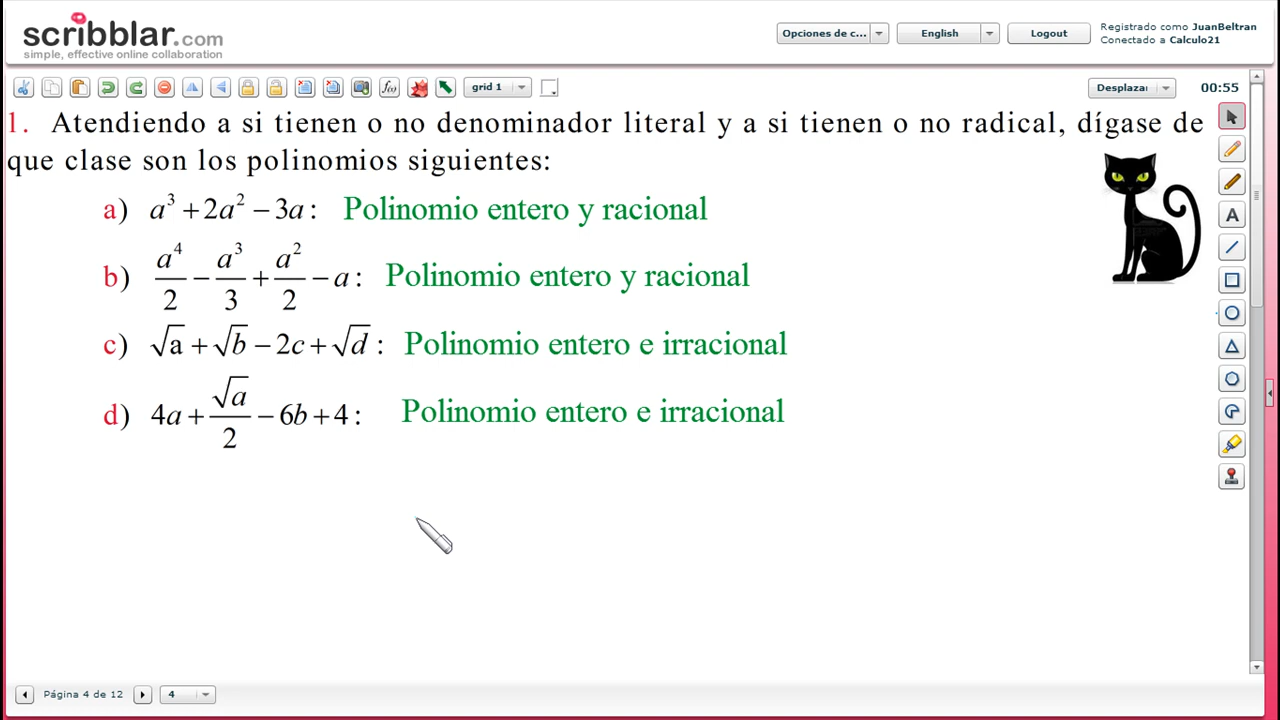 scribblar.com
simple, effective online collaboration
Opciones de c...
English
Logout
Registrado como JuanBeltran
Conectado a Calculo21
f(x)
grid 1
Desplazar
00:55
1. Atendiendo a si tienen o no denominador literal y a si tienen o no radical, dígase de
que clase son los polinomios siguientes:
a) a³ + 2a² − 3a : Polinomio entero y racional
b) a⁴/2 − a³/3 + a²/2 − a : Polinomio entero y racional
c) √a + √b − 2c + √d : Polinomio entero e irracional
d) 4a + √a/2 − 6b + 4 : Polinomio entero e irracional
A
Página 4 de 12
4